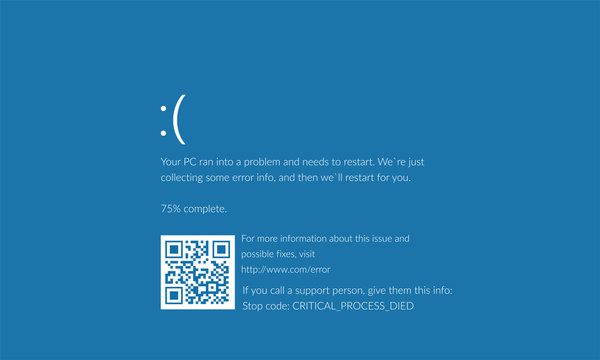 :(
Your PC ran into a problem and needs to restart. We`re just
collecting some error info, and then we`ll restart for you.
75% complete.
For more information about this issue and
possible fixes, visit
http://www.com/error
If you call a support person, give them this info:
Stop code: CRITICAL_PROCESS_DIED